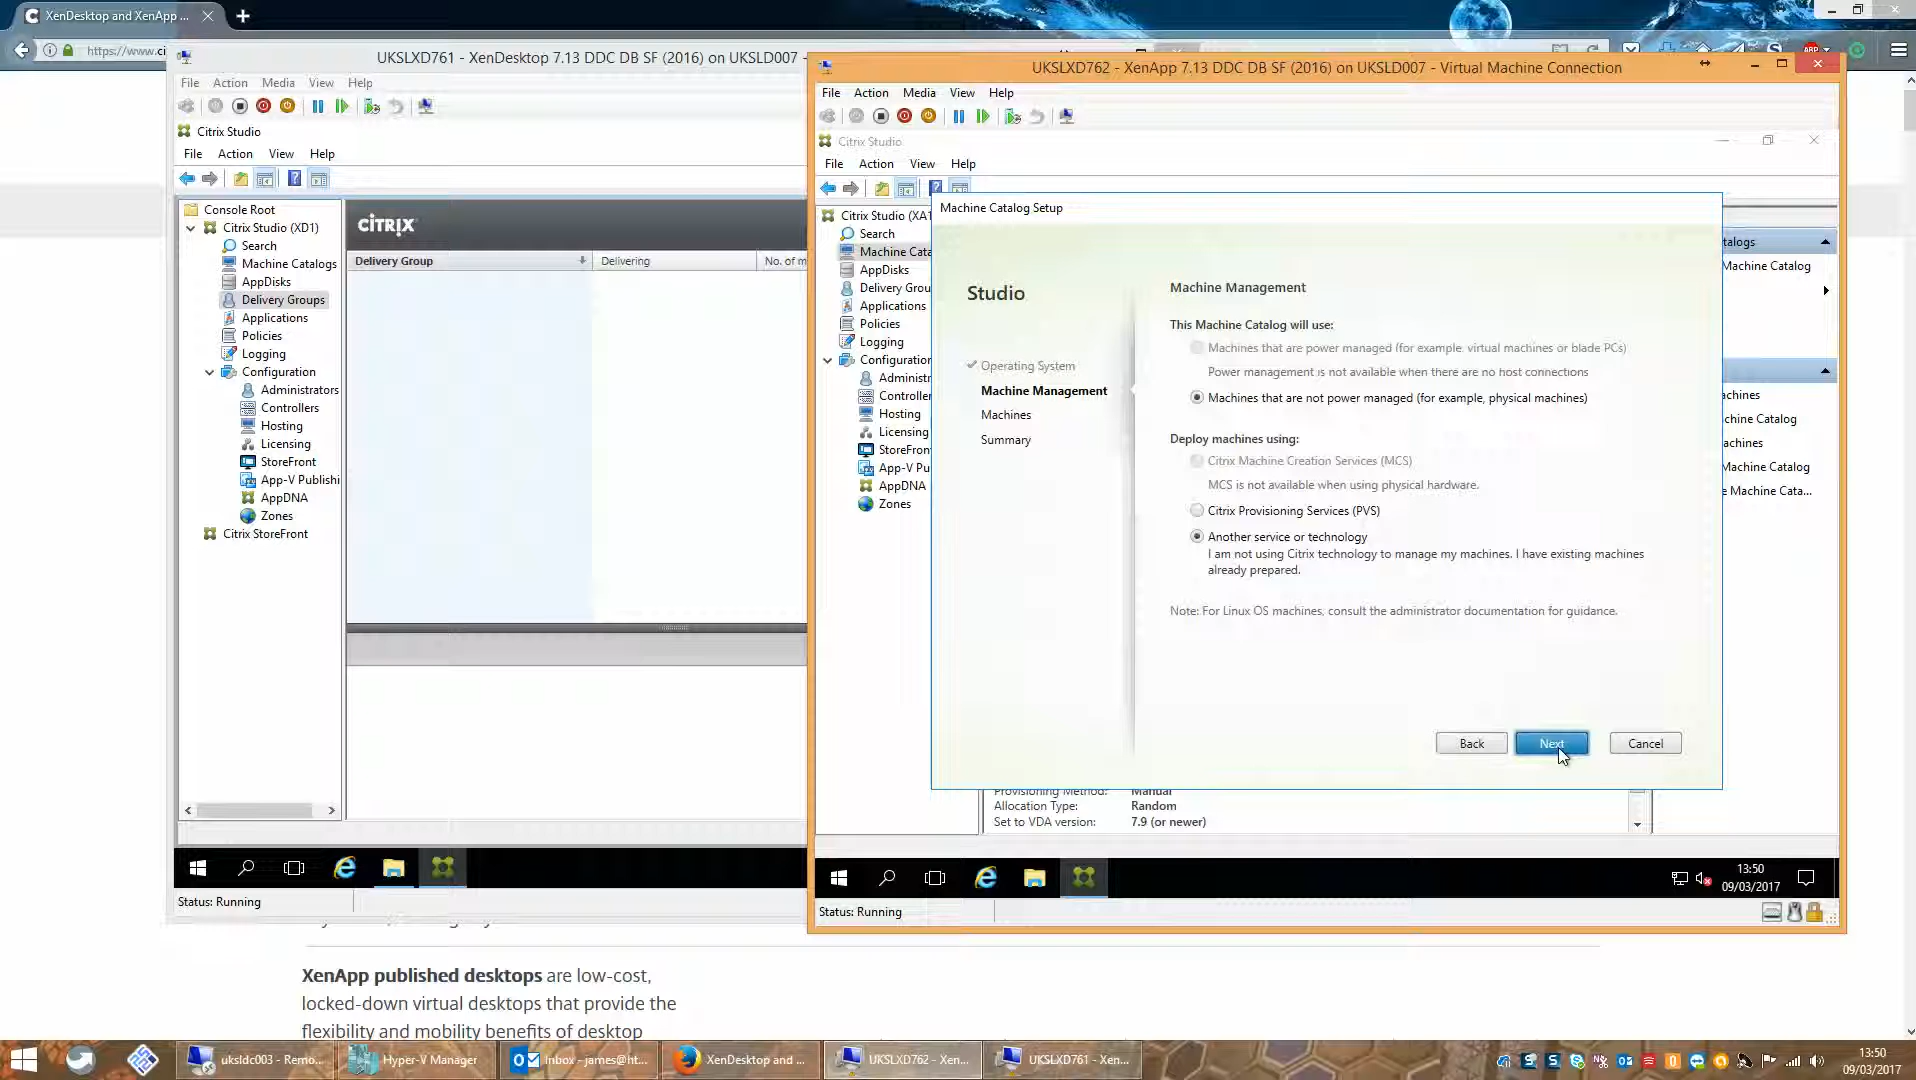 XenDesktop and XenApp ...
https://www.ci
UKSLXD761 - XenDesktop 7.13 DDC DB SF (2016) on UKSLD007 -
File Action Media View Help
Citrix Studio
File Action View Help
Console Root
Citrix Studio (XD1)
Search
Machine Catalogs
AppDisks
Delivery Groups
Applications
Policies
Logging
Configuration
Administrators
Controllers
Hosting
Licensing
StoreFront
App-V Publishi
AppDNA
Zones
Citrix StoreFront
CİTRIX
Delivery Group
Delivering
No. of m
Status: Running
UKSLXD762 - XenApp 7.13 DDC DB SF (2016) on UKSLD007 - Virtual Machine Connection
File Action Media View Help
Citrix Studio
File Action View Help
Citrix Studio (XA1
Search
Machine Cata
AppDisks
Delivery Grou
Applications
Policies
Logging
Configuration
Administr
Controller
Hosting
Licensing
StoreFron
App-V Pu
AppDNA
Zones
Machine Catalog Setup
Studio
Operating System
Machine Management
Machines
Summary
Machine Management
This Machine Catalog will use:
Machines that are power managed (for example, virtual machines or blade PCs)
Power management is not available when there are no host connections
Machines that are not power managed (for example, physical machines)
Deploy machines using:
Citrix Machine Creation Services (MCS)
MCS is not available when using physical hardware.
Citrix Provisioning Services (PVS)
Another service or technology
I am not using Citrix technology to manage my machines. I have existing machines
already prepared.
Note: For Linux OS machines, consult the administrator documentation for guidance.
Back Next Cancel
talogs
Machine Catalog
achines
Machine Catalog
achines
Machine Catalog
e Machine Cata...
Provisioning Method: Manual
Allocation Type: Random
Set to VDA version: 7.9 (or newer)
13:50
09/03/2017
Status: Running
XenApp published desktops are low-cost,
locked-down virtual desktops that provide the
flexibility and mobility benefits of desktop
uksldc003 - Remo...
Hyper-V Manager
Inbox - james@ht...
XenDesktop and ...
UKSLXD762 - Xen...
UKSLXD761 - Xen...
13:50
09/03/2017